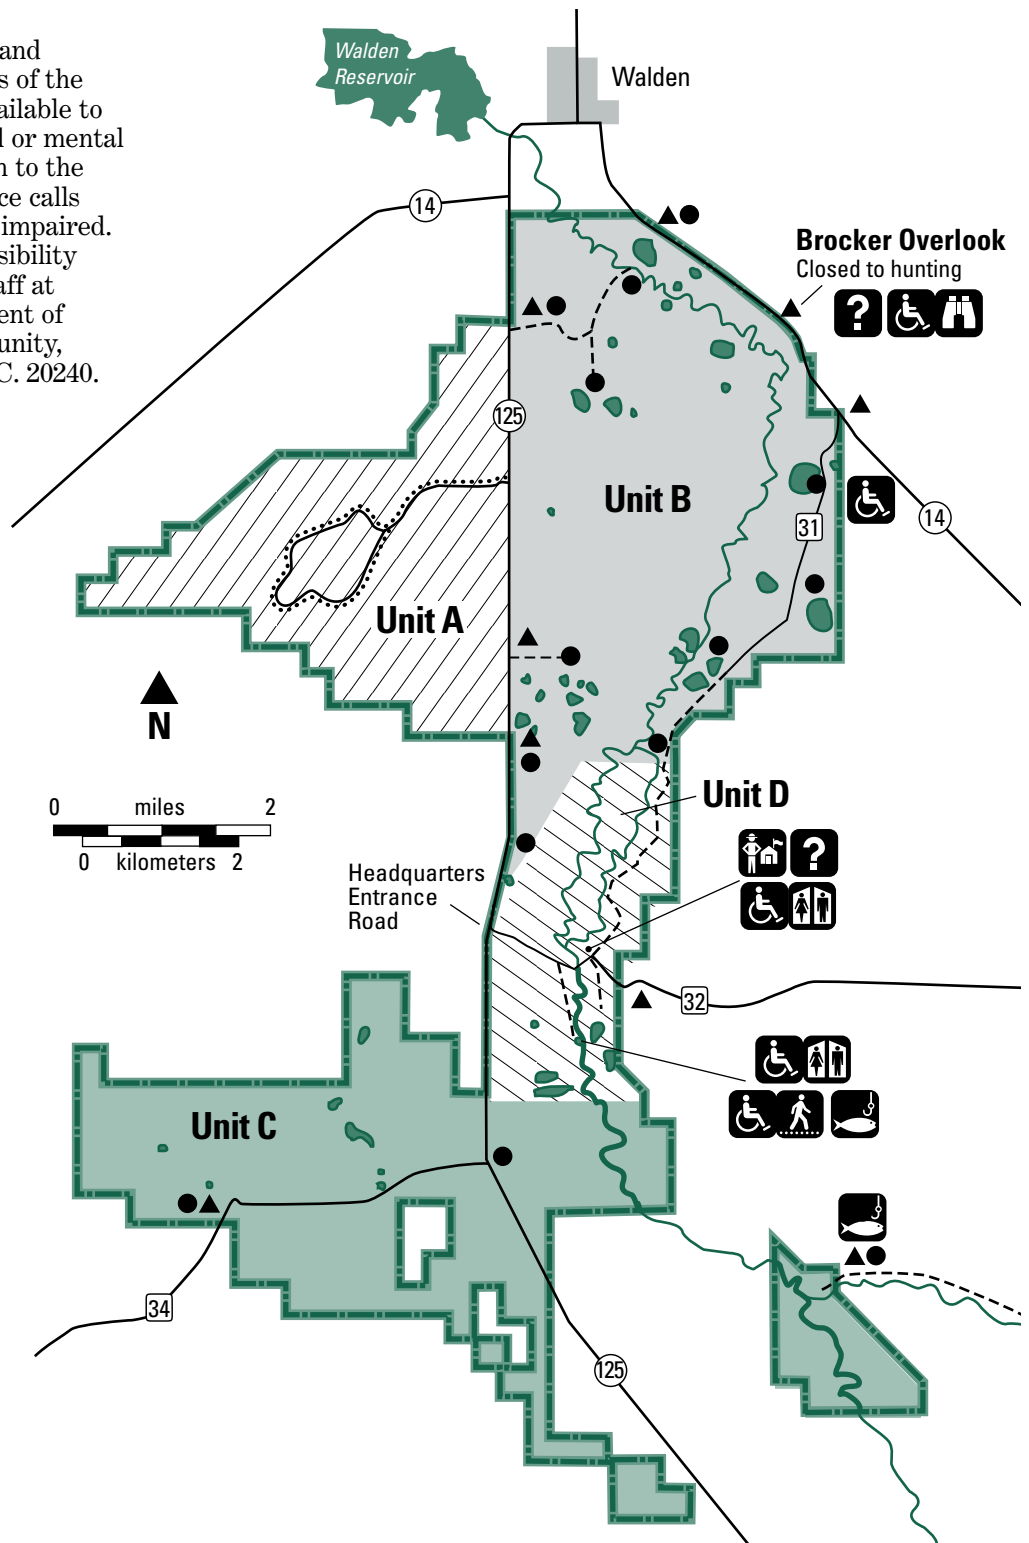 and
s of the
ailable to
l or mental
n to the
ce calls
impaired.
sibility
aff at
ent of
unity,
C. 20240.
Walden
Reservoir
Walden
14
Brocker Overlook
Closed to hunting
?
125
Unit B
31
14
Unit A
N
0 miles 2
0 kilometers 2
Unit D
?
Headquarters
Entrance
Road
32
Unit C
34
125